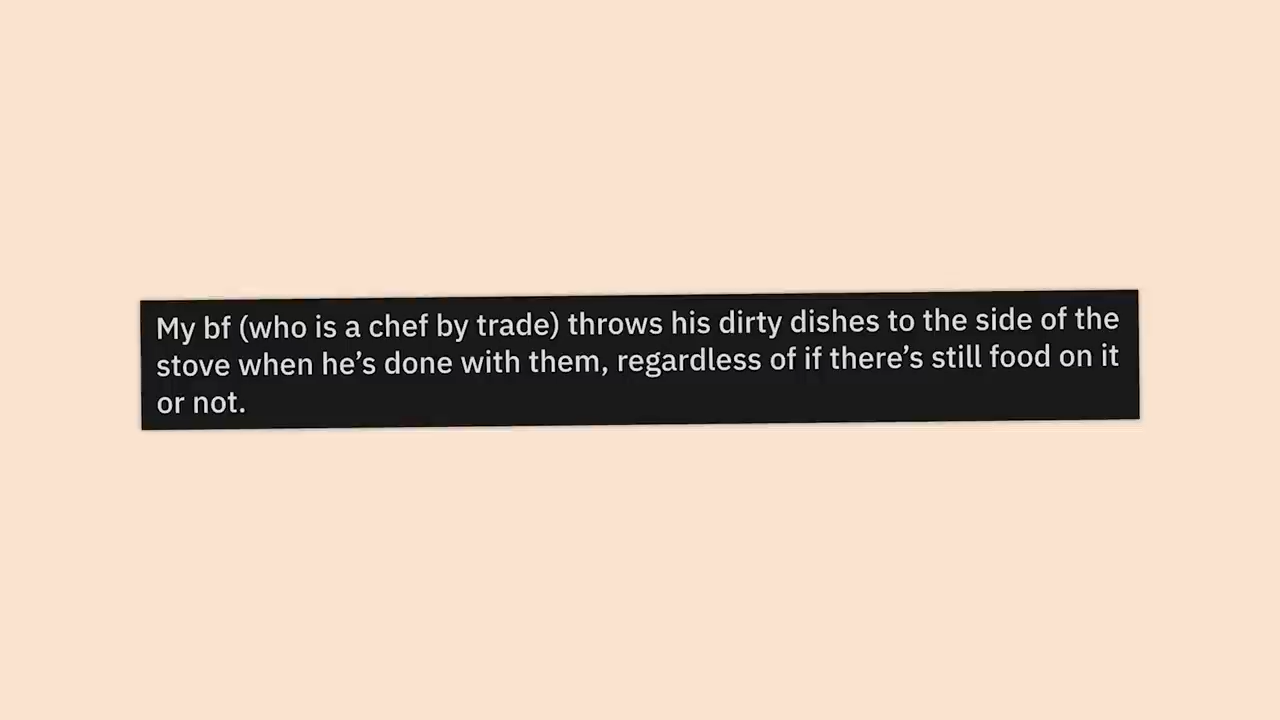 My bf (who is a chef by trade) throws his dirty dishes to the side of the
stove when he’s done with them, regardless of if there’s still food on it
or not.